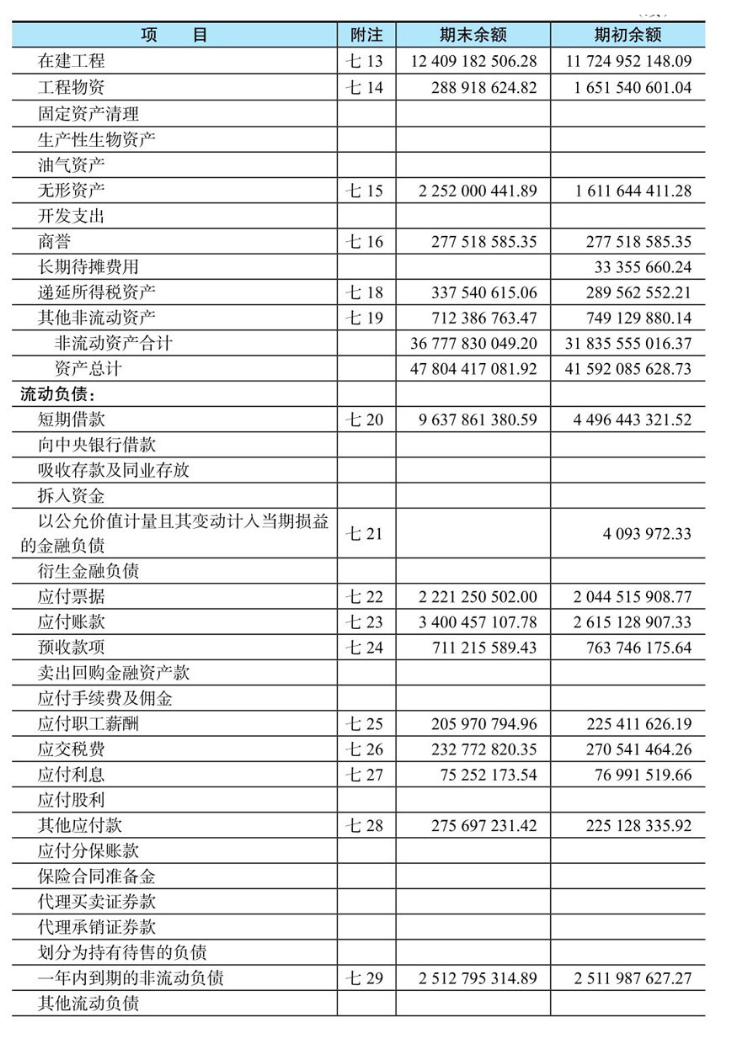 项 目 附注 期末余额 期初余额
在建工程 七 13 12 409 182 506.28 11 724 952 148.09
工程物资 七 14 288 918 624.82 1 651 540 601.04
固定资产清理
生产性生物资产
油气资产
无形资产 七 15 2 252 000 441.89 1 611 644 411.28
开发支出
商誉 七 16 277 518 585.35 277 518 585.35
长期待摊费用 33 355 660.24
递延所得税资产 七 18 337 540 615.06 289 562 552.21
其他非流动资产 七 19 712 386 763.47 749 129 880.14
非流动资产合计 36 777 830 049.20 31 835 555 016.37
资产总计 47 804 417 081.92 41 592 085 628.73
流动负债：
短期借款 七 20 9 637 861 380.59 4 496 443 321.52
向中央银行借款
吸收存款及同业存放
拆入资金
以公允价值计量且其变动计入当期损益
的金融负债 七 21 4 093 972.33
衍生金融负债
应付票据 七 22 2 221 250 502.00 2 044 515 908.77
应付账款 七 23 3 400 457 107.78 2 615 128 907.33
预收款项 七 24 711 215 589.43 763 746 175.64
卖出回购金融资产款
应付手续费及佣金
应付职工薪酬 七 25 205 970 794.96 225 411 626.19
应交税费 七 26 232 772 820.35 270 541 464.26
应付利息 七 27 75 252 173.54 76 991 519.66
应付股利
其他应付款 七 28 275 697 231.42 225 128 335.92
应付分保账款
保险合同准备金
代理买卖证券款
代理承销证券款
划分为持有待售的负债
一年内到期的非流动负债 七 29 2 512 795 314.89 2 511 987 627.27
其他流动负债